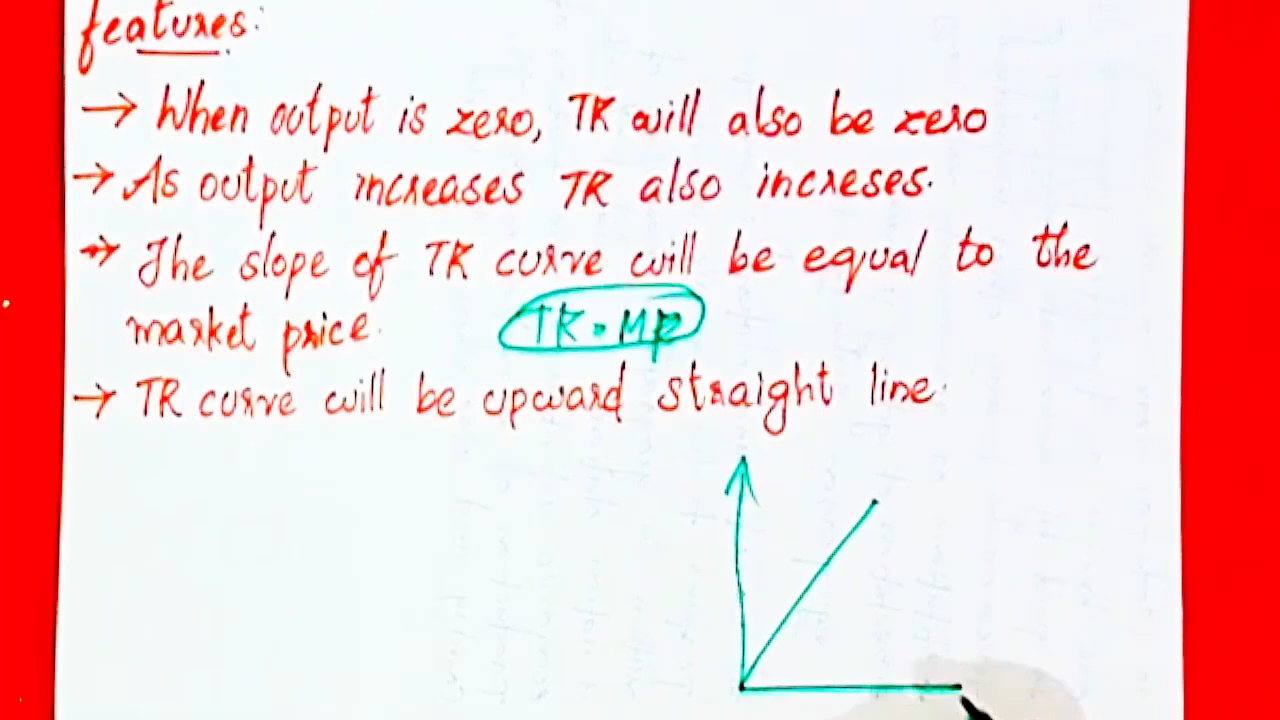 features:
→ When output is zero, TR will also be zero
→ As output increases TR also increses.
→ The slope of TR curve will be equal to the
market price.
TR = MP
→ TR curve will be upward straight line.